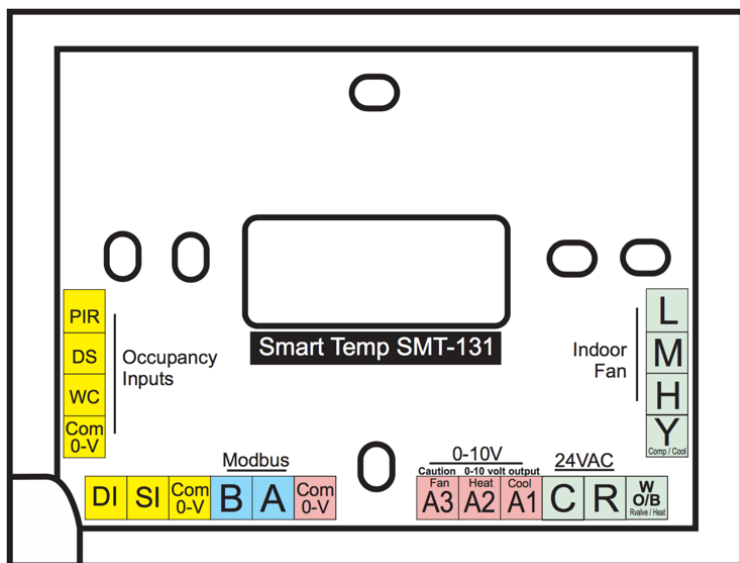 Smart Temp SMT-131
PIR
DS
WC
Com
0-V
Occupancy
Inputs
Indoor
Fan
L
M
H
Y
Comp / Cool
Modbus
DI
SI
Com
0-V
B
A
Com
0-V
0-10V
Caution 0-10 volt output
Fan
A3
Heat
A2
Cool
A1
24VAC
C
R
W
O/B
Rvalve / Heat